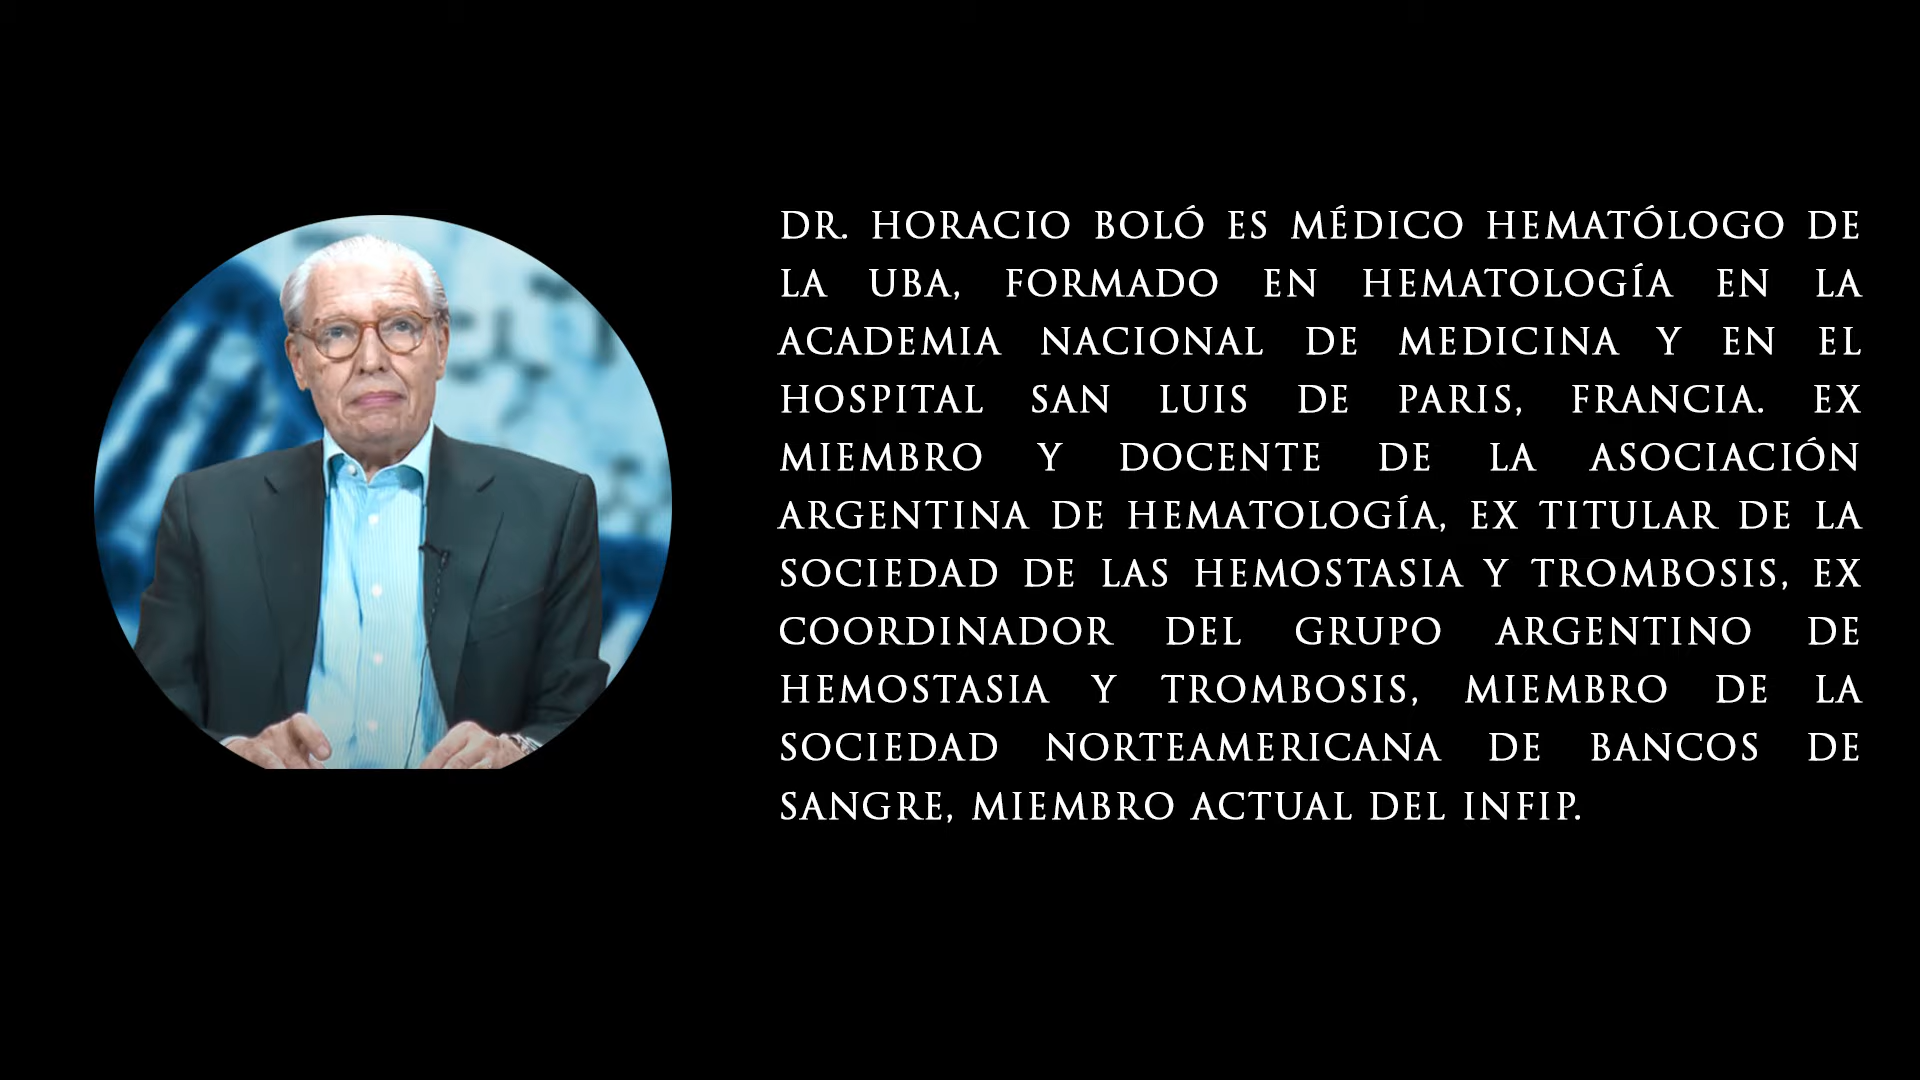 DR. HORACIO BOLÓ ES MÉDICO HEMATÓLOGO DE
LA UBA, FORMADO EN HEMATOLOGÍA EN LA
ACADEMIA NACIONAL DE MEDICINA Y EN EL
HOSPITAL SAN LUIS DE PARIS, FRANCIA. EX
MIEMBRO Y DOCENTE DE LA ASOCIACIÓN
ARGENTINA DE HEMATOLOGÍA, EX TITULAR DE LA
SOCIEDAD DE LAS HEMOSTASIA Y TROMBOSIS, EX
COORDINADOR DEL GRUPO ARGENTINO DE
HEMOSTASIA Y TROMBOSIS, MIEMBRO DE LA
SOCIEDAD NORTEAMERICANA DE BANCOS DE
SANGRE, MIEMBRO ACTUAL DEL INFIP.